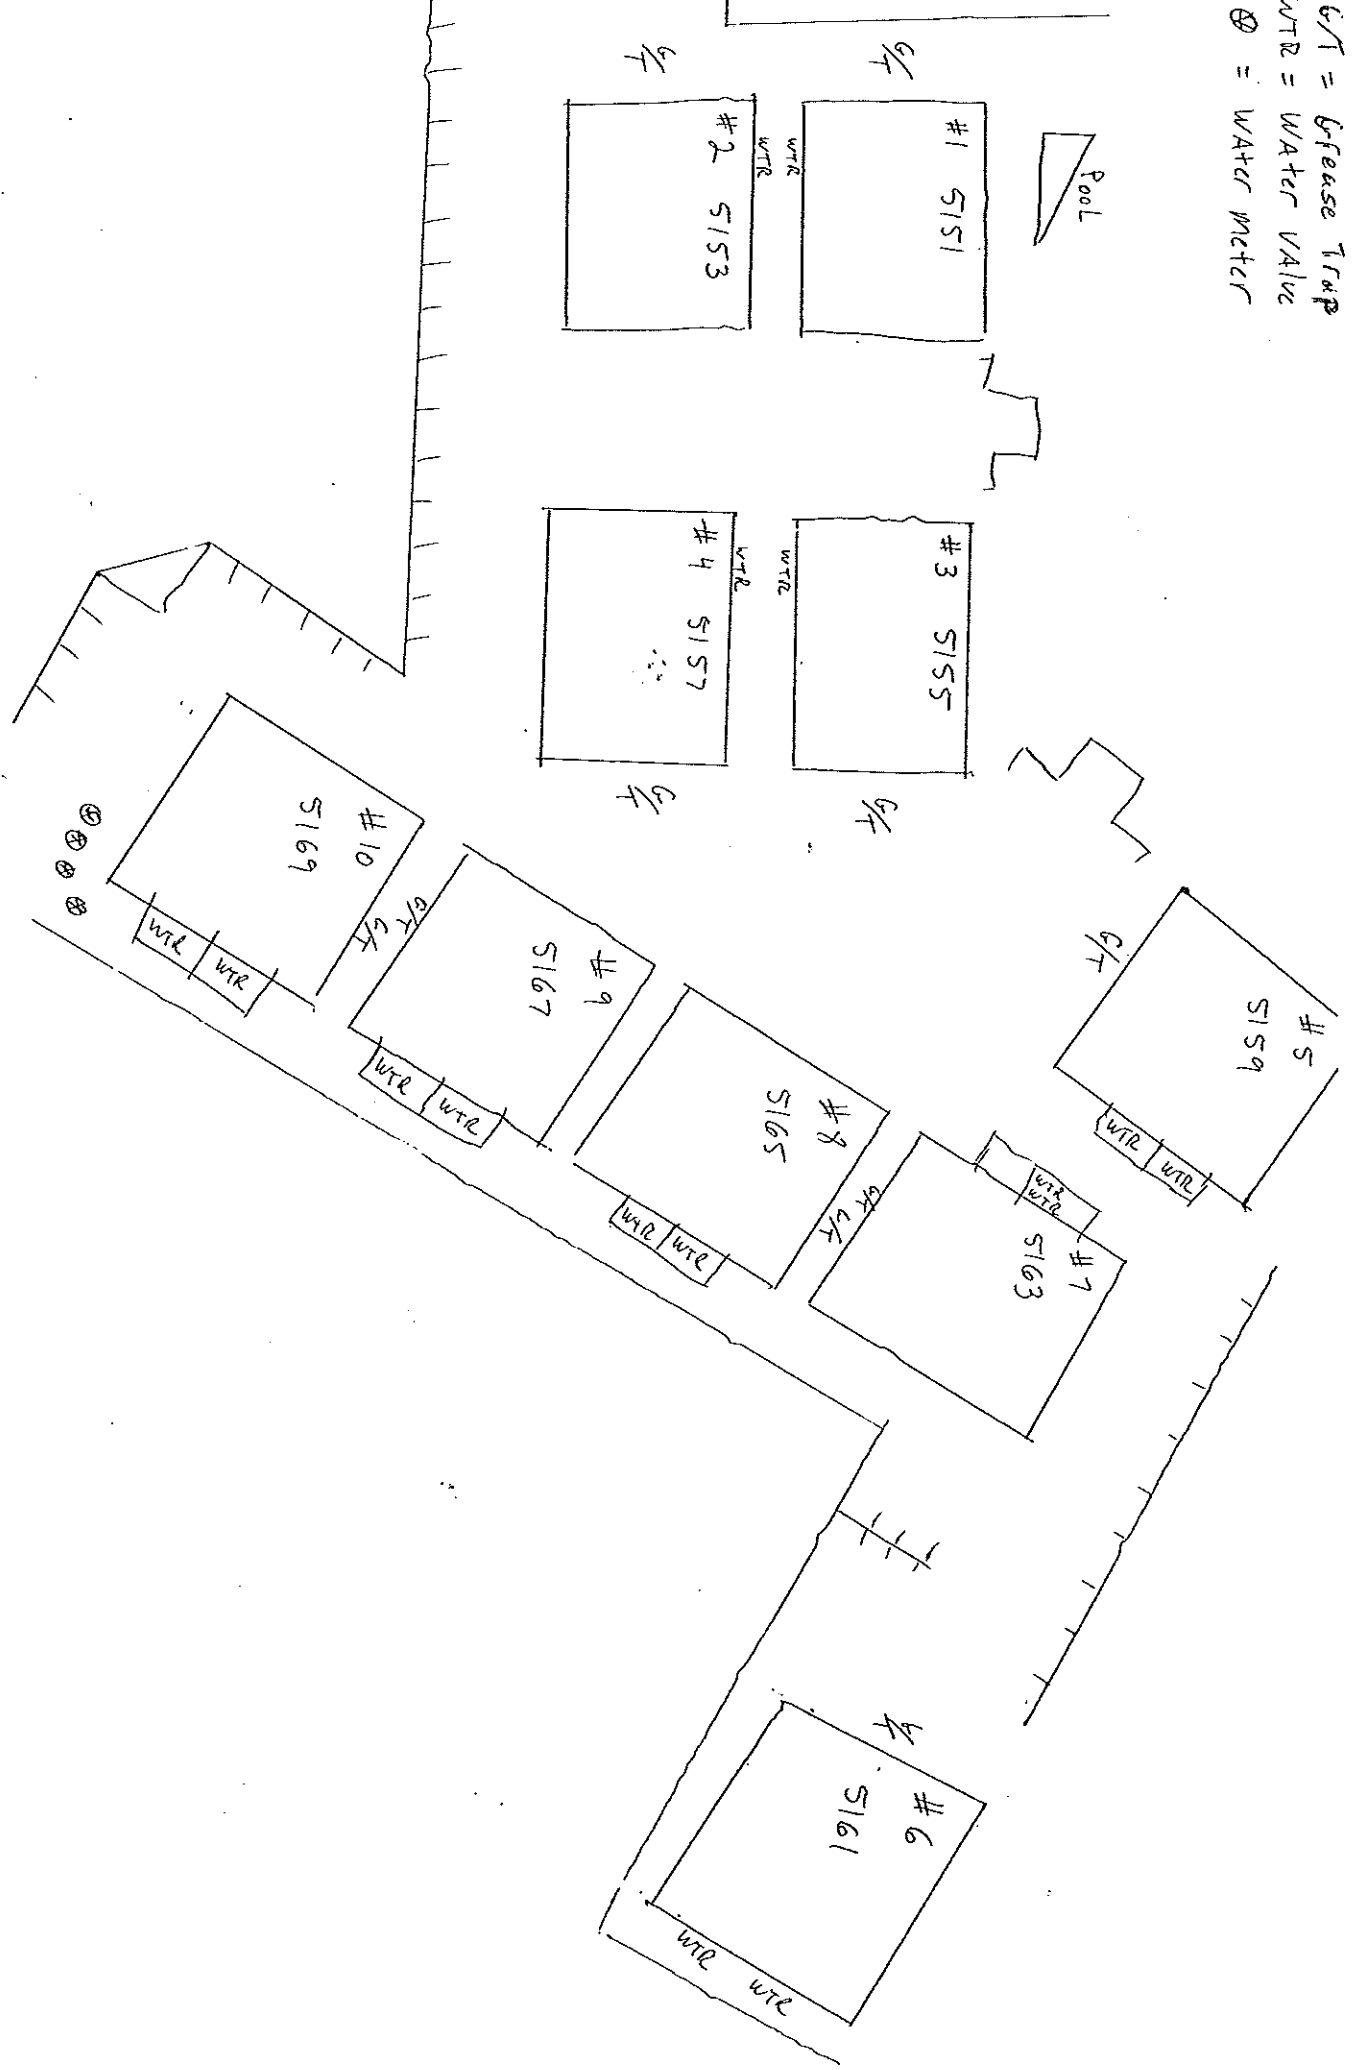 G/T = Grease Trap
WTR = WAter VAlve
⊗ = WAter Meter
POOL
G/T
#1 5151
WTR
G/T
#2 5153
WTR
#3 5155
WTR
G/T
#4 5157
WTR
G/T
#5
5159
G/T
WTR WTR
#7
5163
WTR
WTR
G/T
#8
5165
G/T
WTR WTR
#9
5167
G/T
WTR WTR
#10
5169
G/T
WTR WTR
#6
5161
G/T
WTR WTR